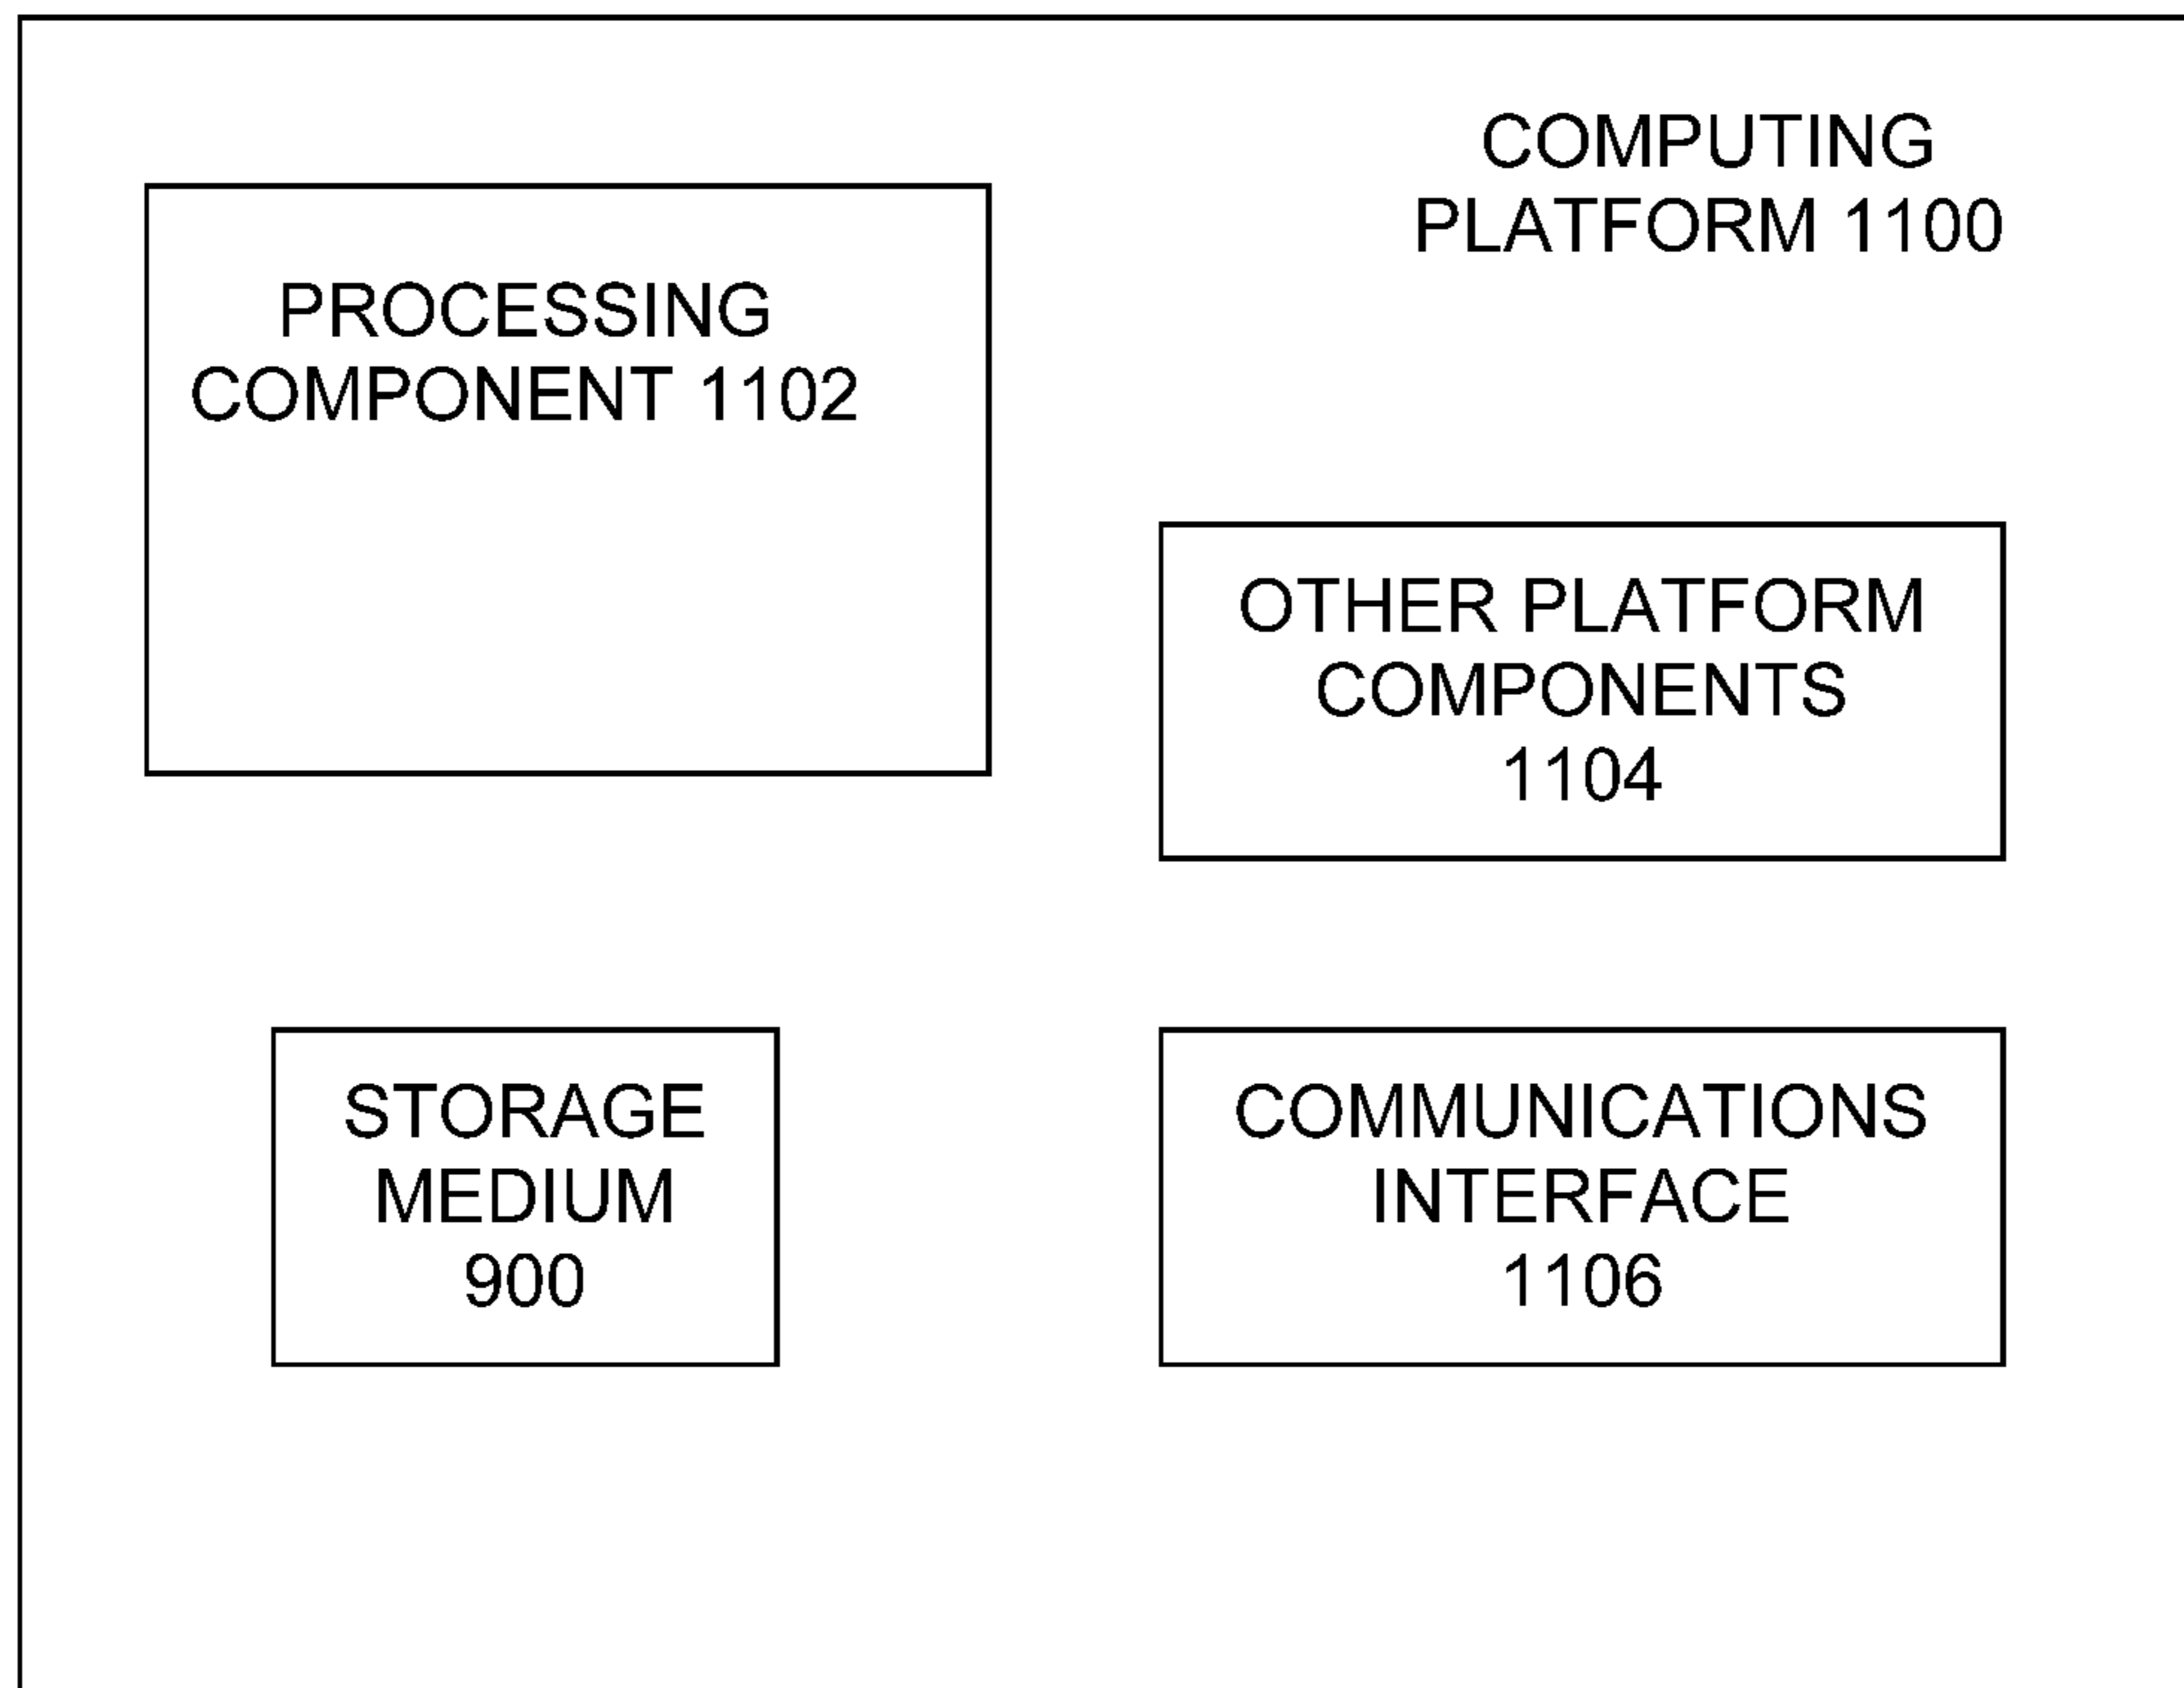 COMPUTING
PLATFORM 1100
PROCESSING
COMPONENT 1102
OTHER PLATFORM
COMPONENTS
1104
STORAGE
MEDIUM
900
COMMUNICATIONS
INTERFACE
1106